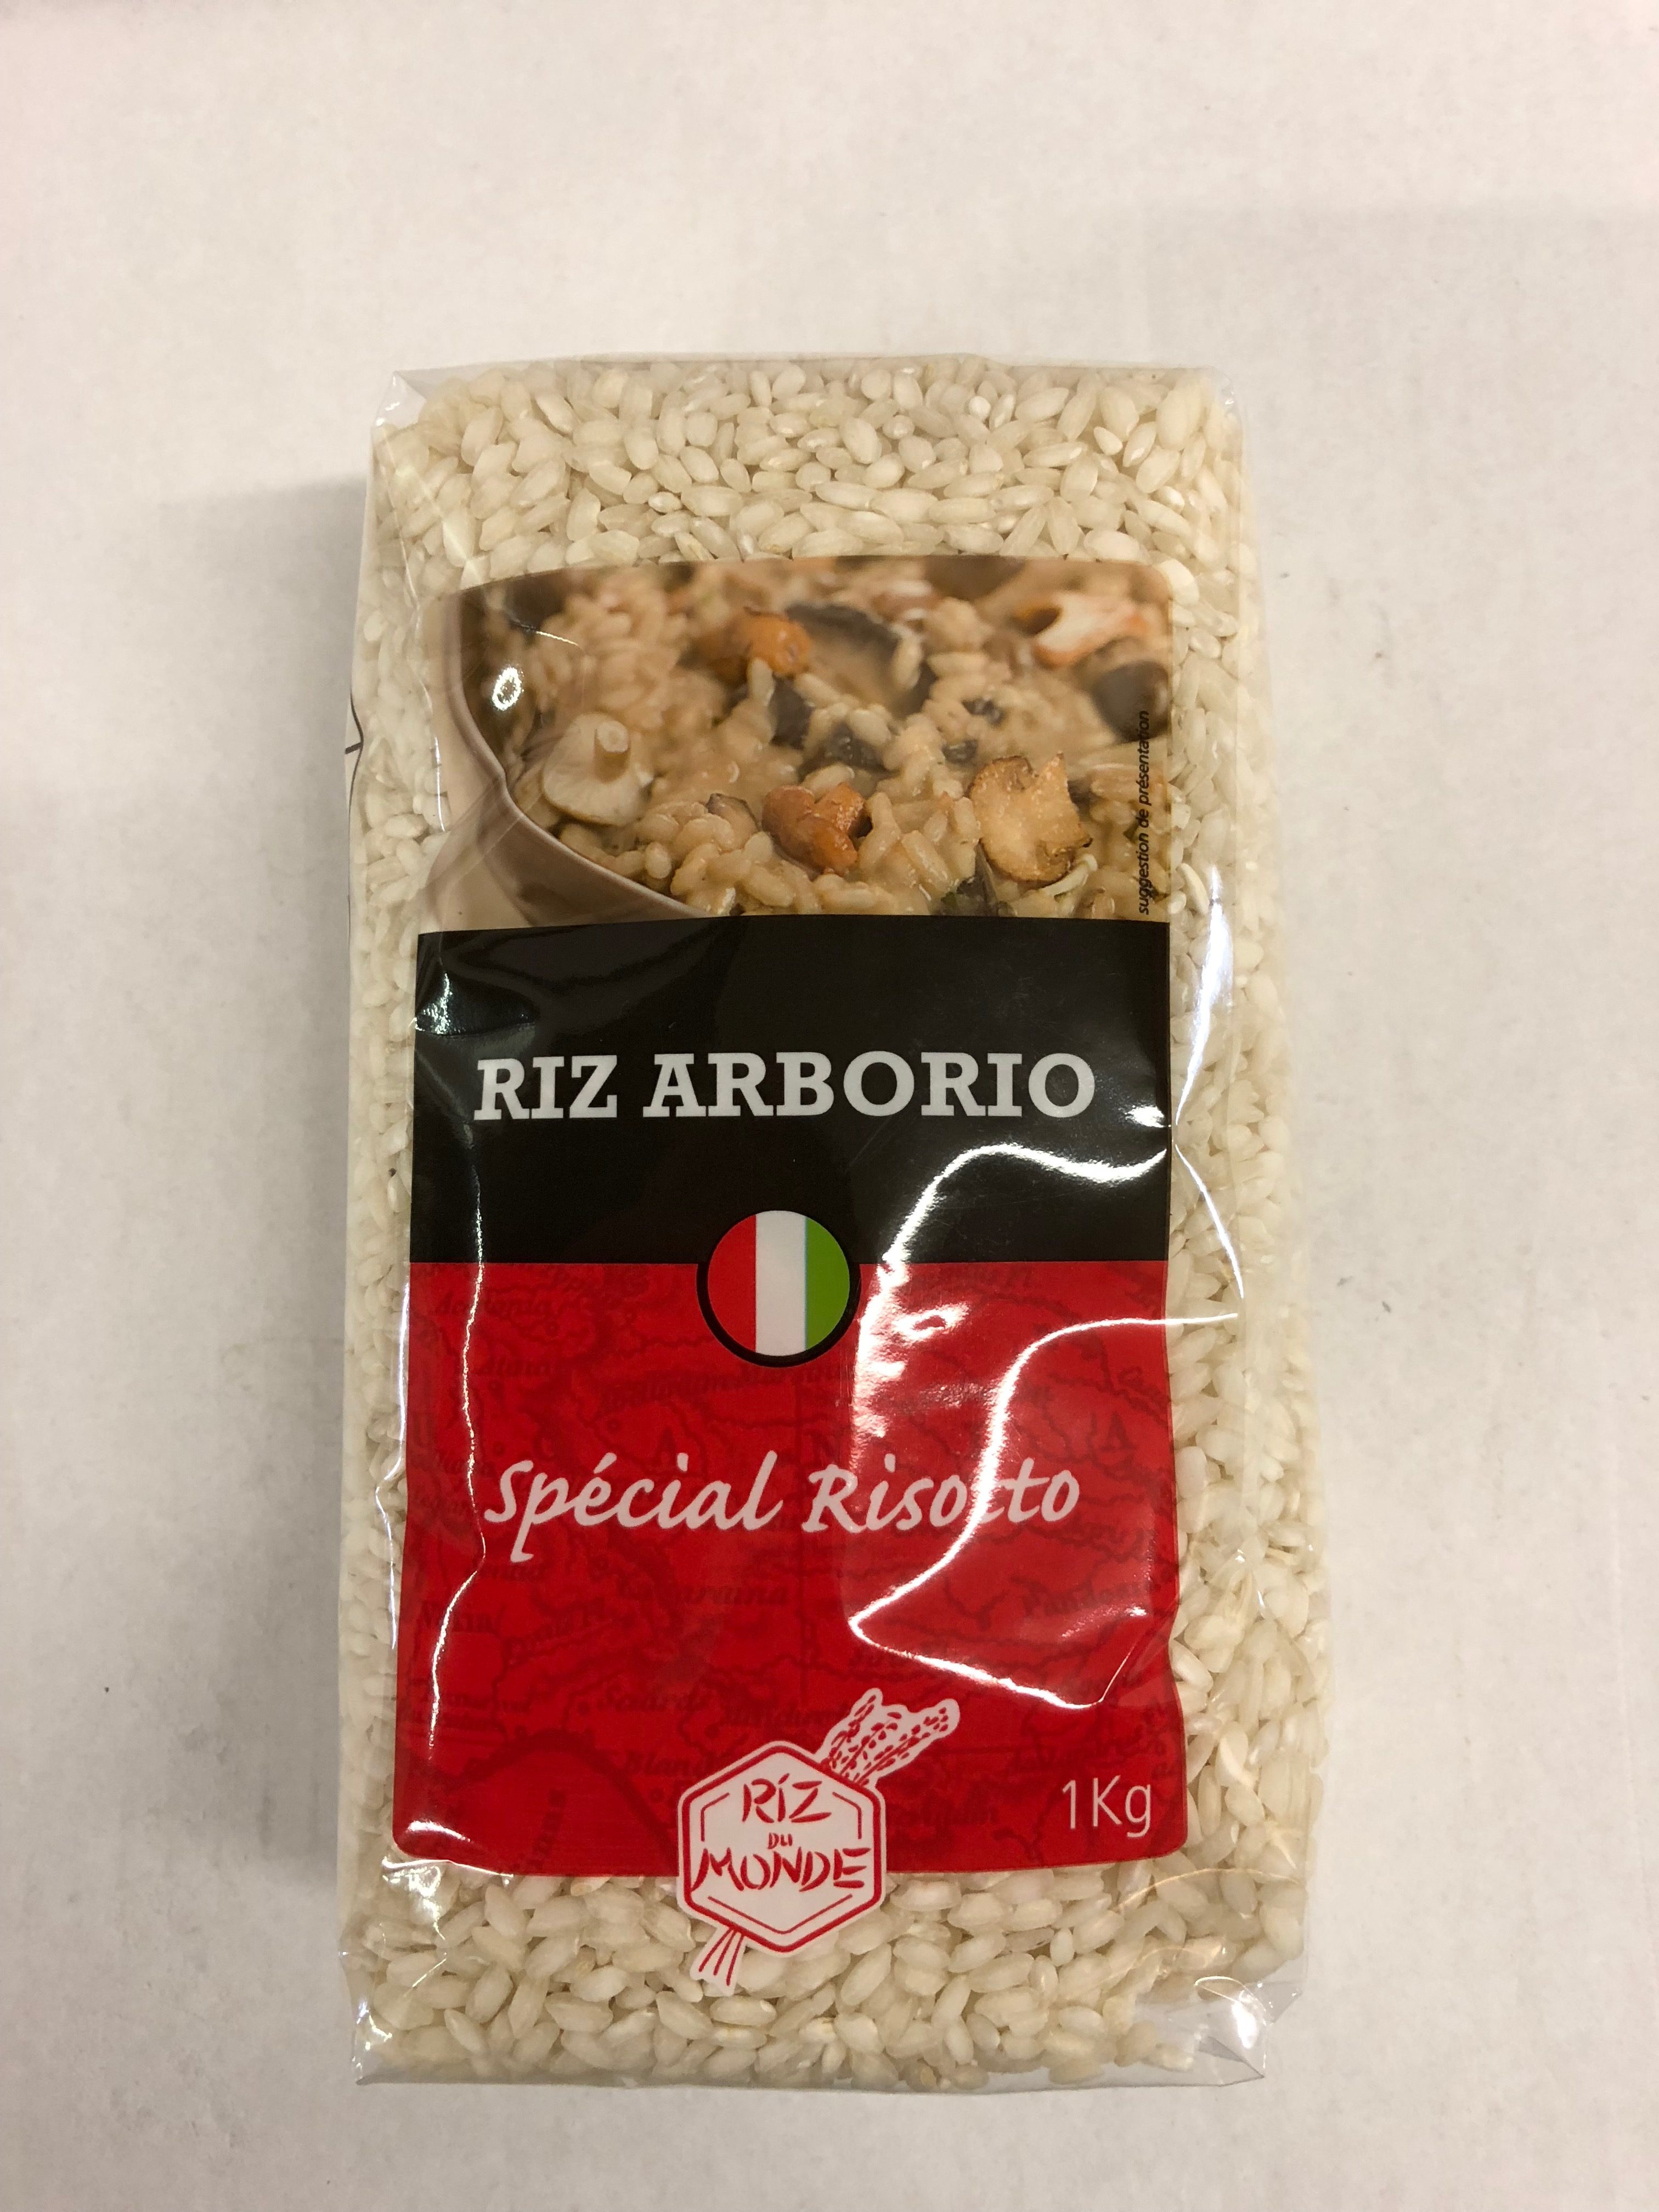 suggestion de présentation
RIZ ARBORIO
Spécial Risotto
RIZ
DU
MONDE
1Kg